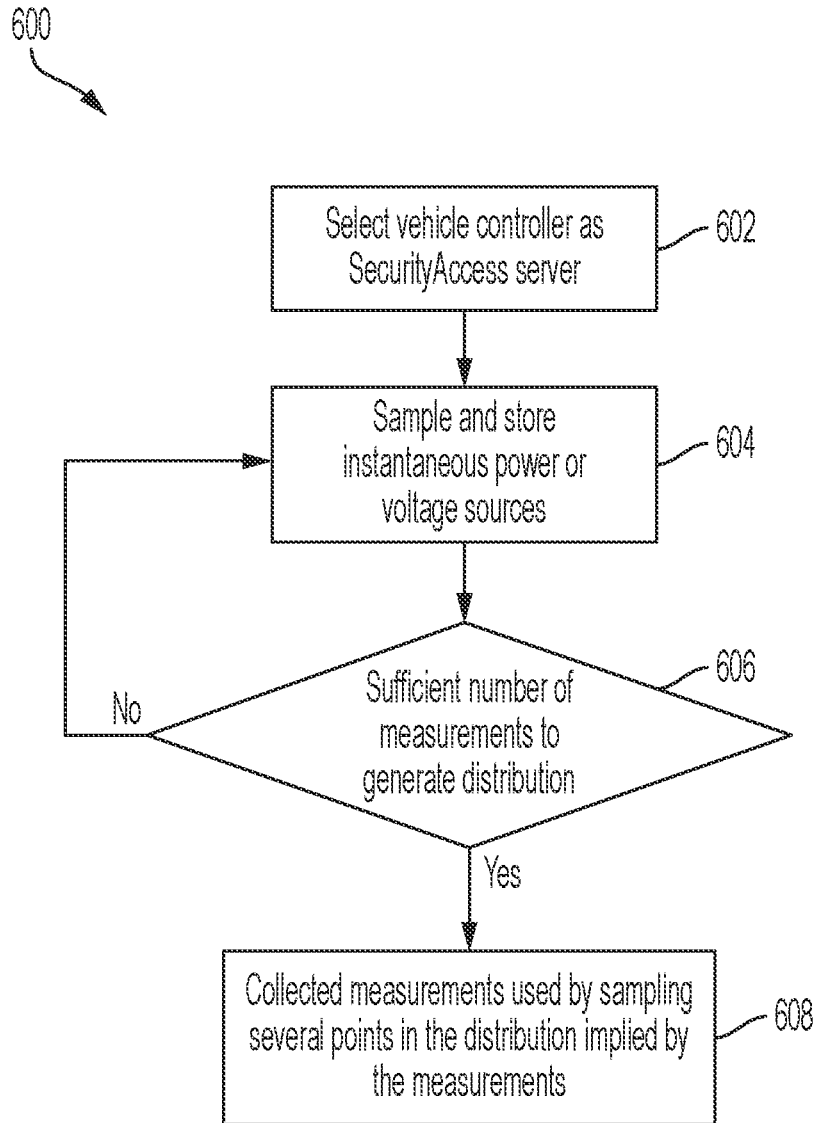 600
Select vehicle controller as
SecurityAccess server
602
Sample and store
instantaneous power or
voltage sources
604
Sufficient number of
measurements to
generate distribution
606
No
Yes
Collected measurements used by sampling
several points in the distribution implied by
the measurements
608